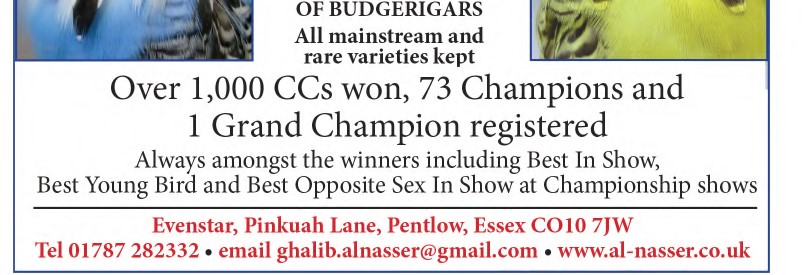 OF BUDGERIGARS
All mainstream and
rare varieties kept
Over 1,000 CCs won, 73 Champions and
1 Grand Champion registered
Always amongst the winners including Best In Show,
Best Young Bird and Best Opposite Sex In Show at Championship shows
Evenstar, Pinkuah Lane, Pentlow, Essex CO10 7JW
Tel 01787 282332 • email ghalib.alnasser@gmail.com • www.al-nasser.co.uk